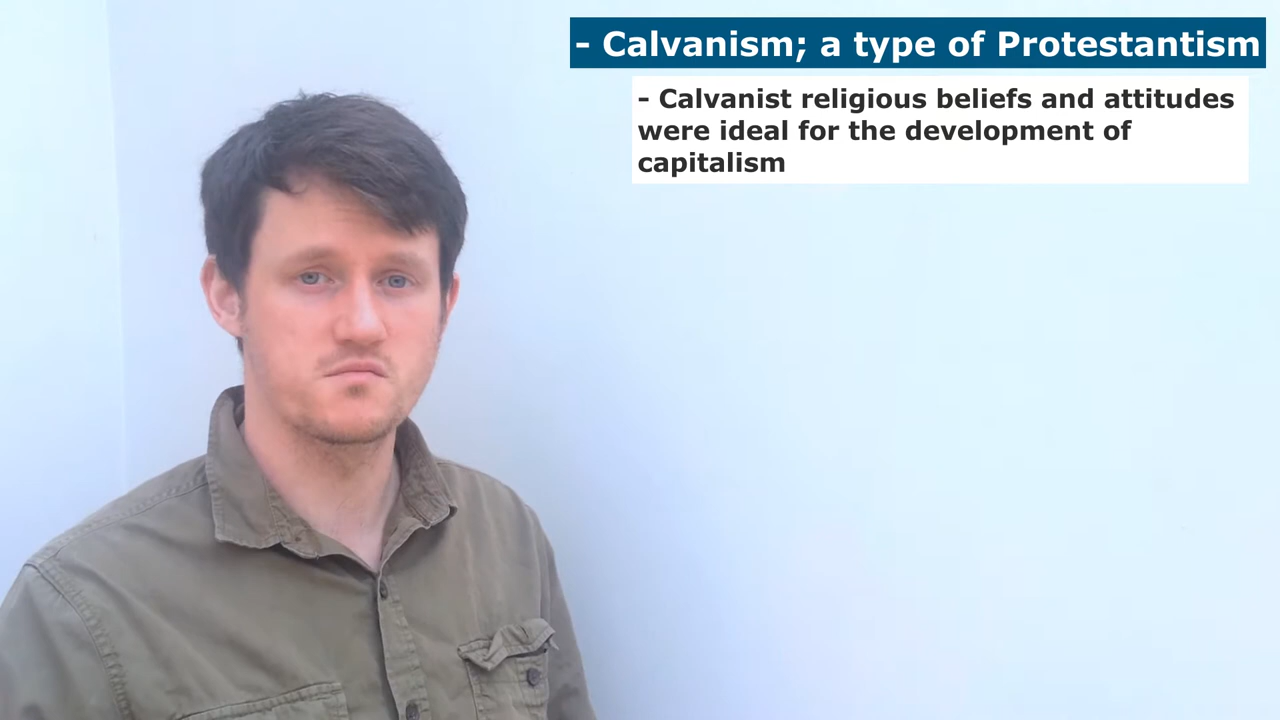 - Calvanism; a type of Protestantism
- Calvanist religious beliefs and attitudes
were ideal for the development of
capitalism